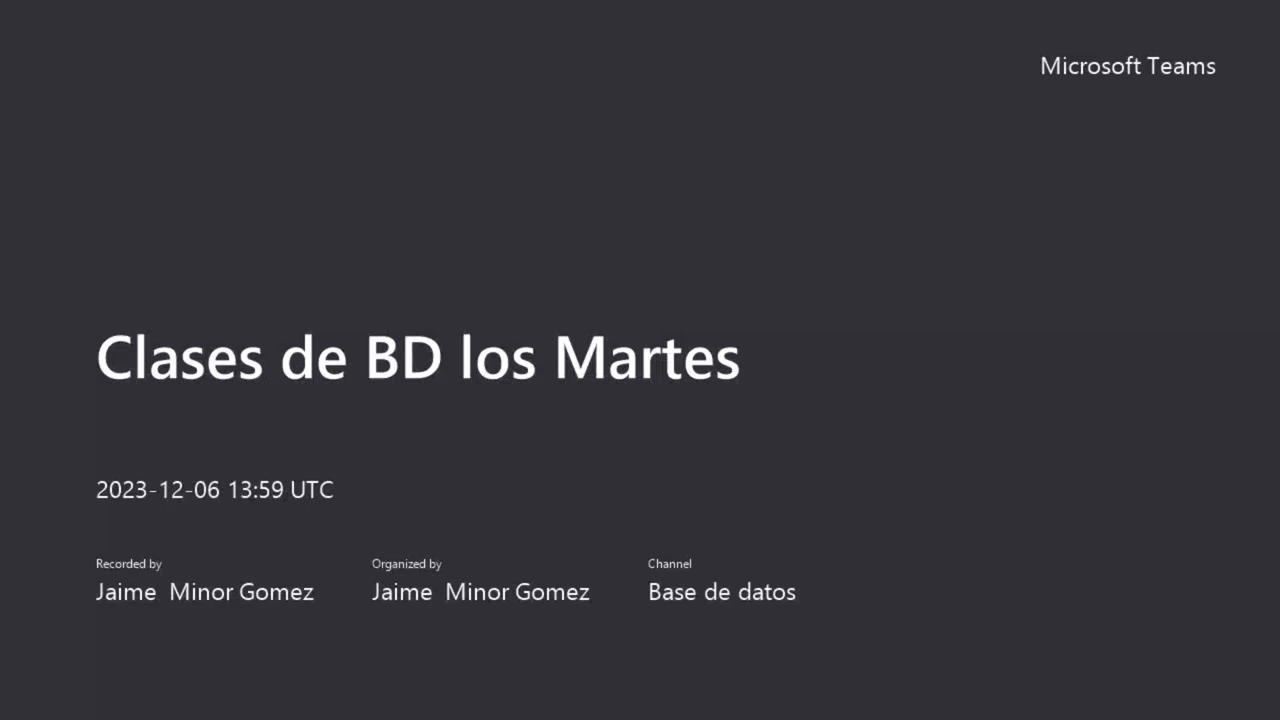 Microsoft Teams
Clases de BD los Martes
2023-12-06 13:59 UTC
Recorded by
Jaime  Minor Gomez
Organized by
Jaime  Minor Gomez
Channel
Base de datos